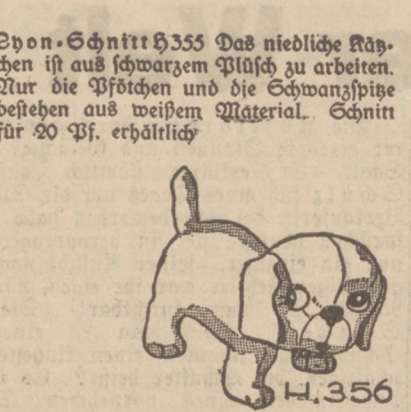 Lyon-Schnitt H355 Das niedliche Kätz-
chen ist aus schwarzem Plüsch zu arbeiten.
Nur die Pfötchen und die Schwanzspitze
bestehen aus weißem Material. Schnitt
für 20 Pf. erhältlich
H.356